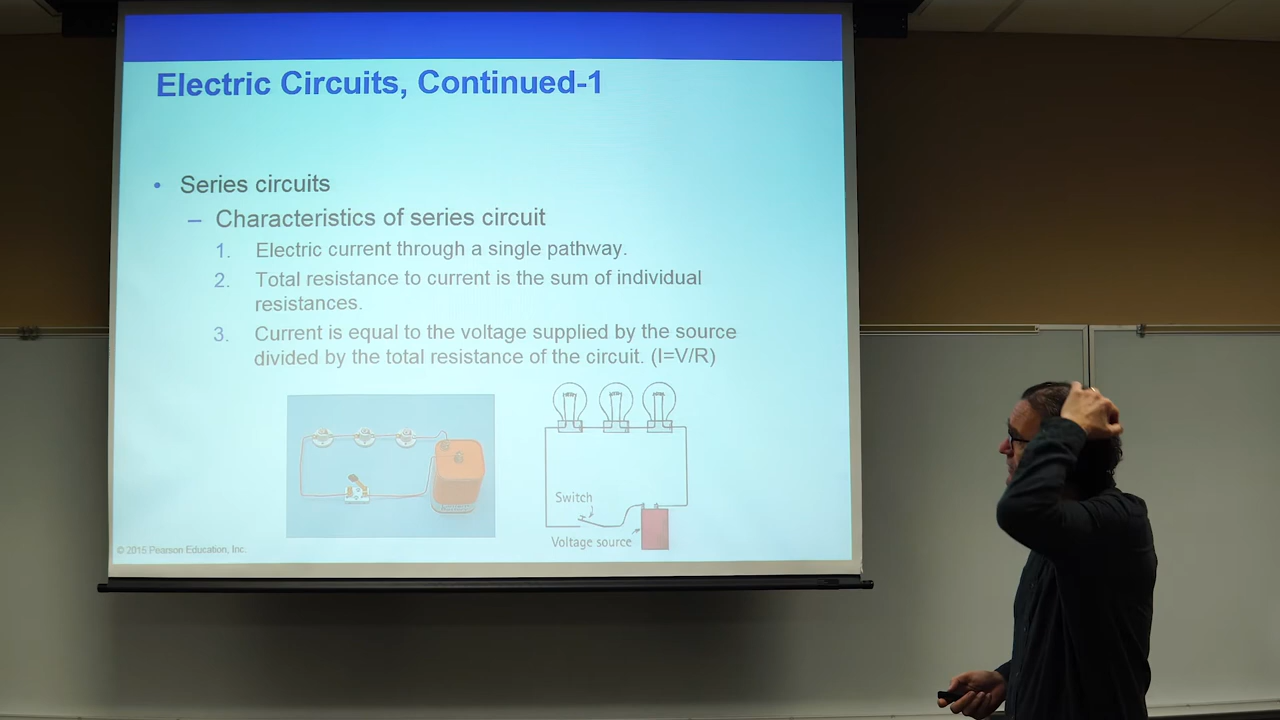 Electric Circuits, Continued-1
• Series circuits
– Characteristics of series circuit
1. Electric current through a single pathway.
2. Total resistance to current is the sum of individual
resistances.
3. Current is equal to the voltage supplied by the source
divided by the total resistance of the circuit. (I=V/R)
Switch
Voltage source
© 2015 Pearson Education, Inc.